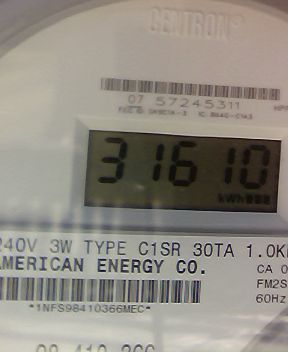 CENTRON®
07 57245311
31610
kWh
240V 3W TYPE C1SR 30TA 1.0K
AMERICAN ENERGY CO.
CA 0
FM2S
*1NFS98410366MEC*
60Hz